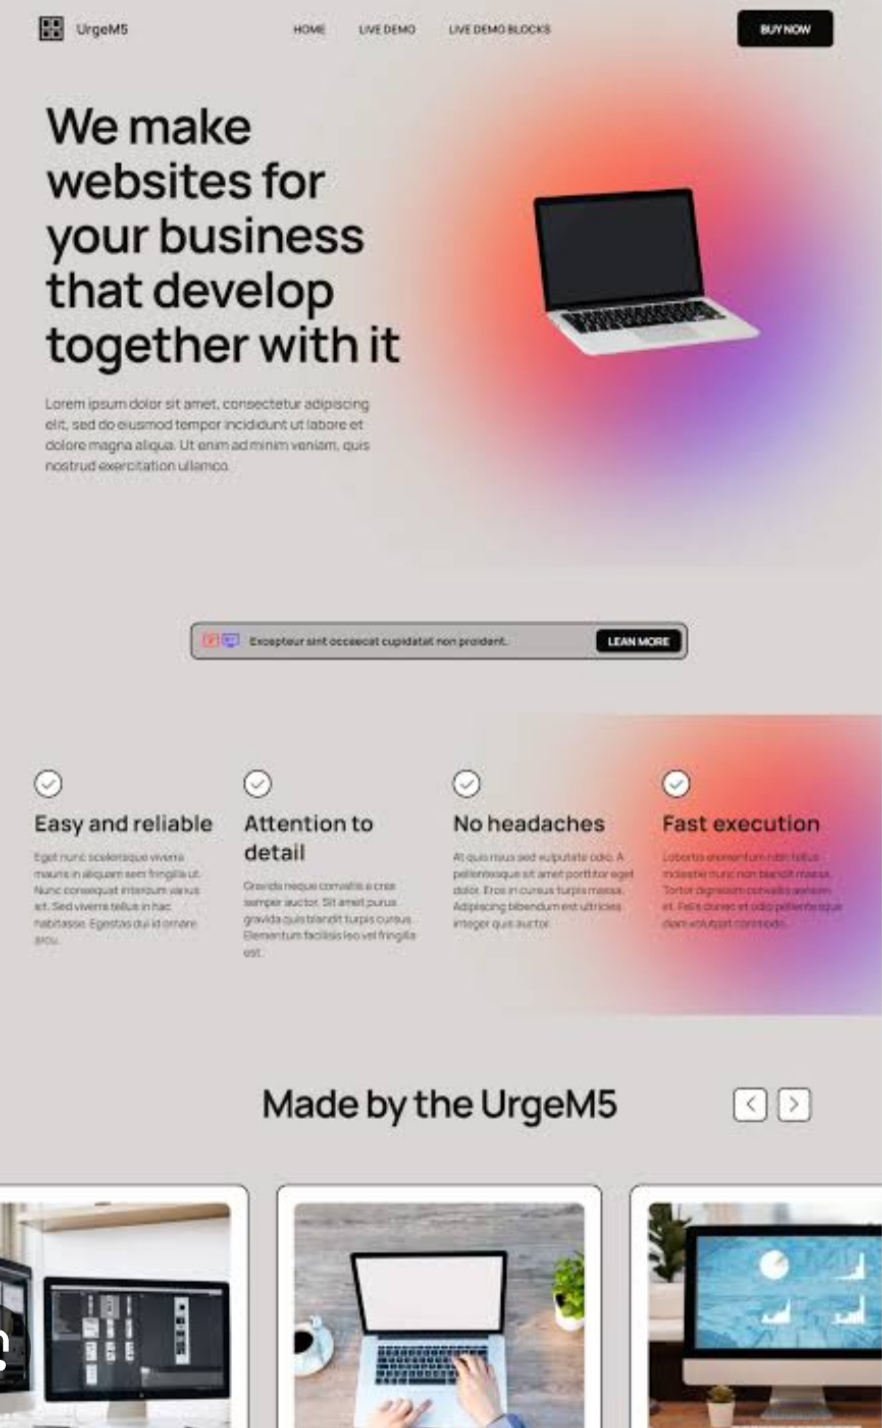 UrgeM5
HOME LIVE DEMO LIVE DEMO BLOCKS
BUY NOW
We make
websites for
your business
that develop
together with it
Lorem ipsum dolor sit amet, consectetur adipiscing
elit, sed do eiusmod tempor incididunt ut labore et
dolore magna aliqua. Ut enim ad minim veniam, quis
nostrud exercitation ullamco.
Excepteur sint occaecat cupidatat non proident.
LEAN MORE
Easy and reliable
Eget nunc scelerisque viverra
mauris in aliquam sem fringilla ut.
Nunc consequat interdum varius
sit. Sed viverra tellus in hac
habitasse. Egestas dui id ornare
arcu.
Attention to
detail
Gravida neque convallis a cras
semper auctor. Sit amet purus
gravida quis blandit turpis cursus.
Elementum facilisis leo vel fringilla
est.
No headaches
At quis risus sed vulputate odio. A
pellentesque sit amet porttitor eget
dolor. Eros in cursus turpis massa.
Adipiscing bibendum est ultricies
integer quis auctor.
Fast execution
Lobortis elementum nibh tellus
molestie nunc non blandit massa.
Tortor dignissim convallis aenean
et. Felis donec et odio pellentesque
diam volutpat commodo.
Made by the UrgeM5